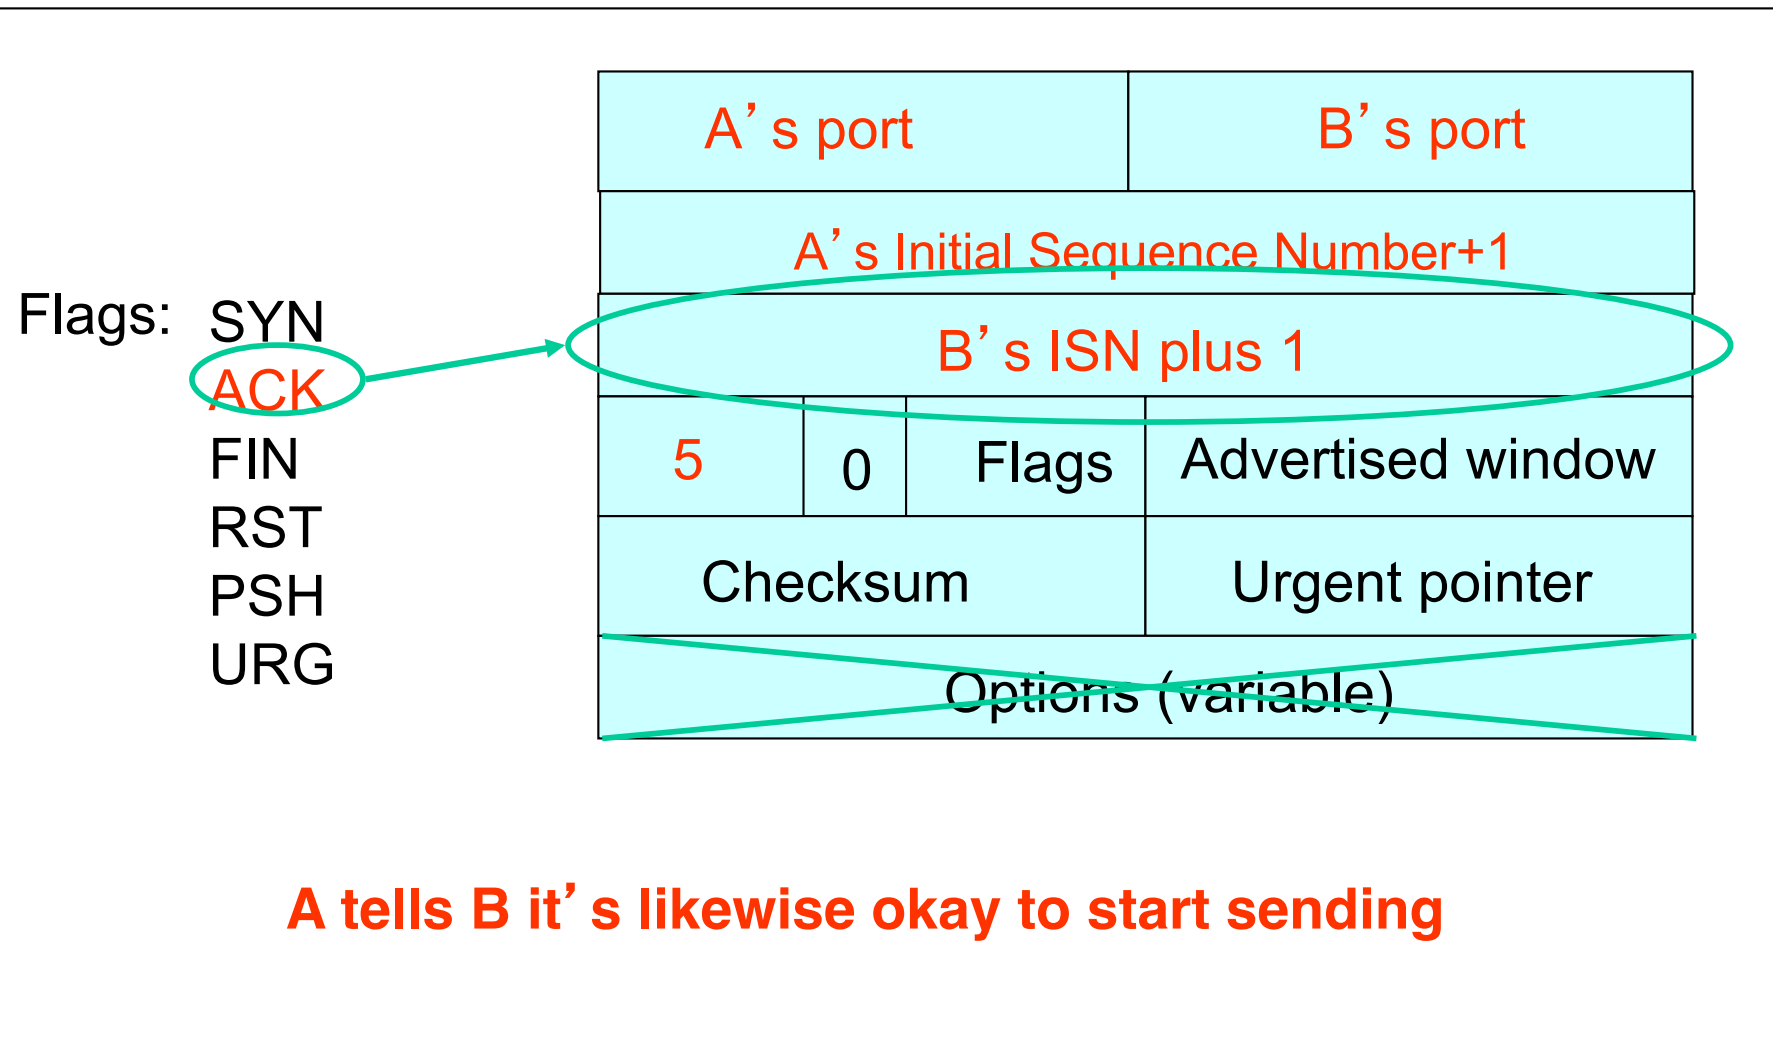 A’s port
B’s port
A’s Initial Sequence Number+1
Flags:
SYN
ACK
FIN
RST
PSH
URG
B’s ISN plus 1
5
0
Flags
Advertised window
Checksum
Urgent pointer
Options (variable)
A tells B it’s likewise okay to start sending